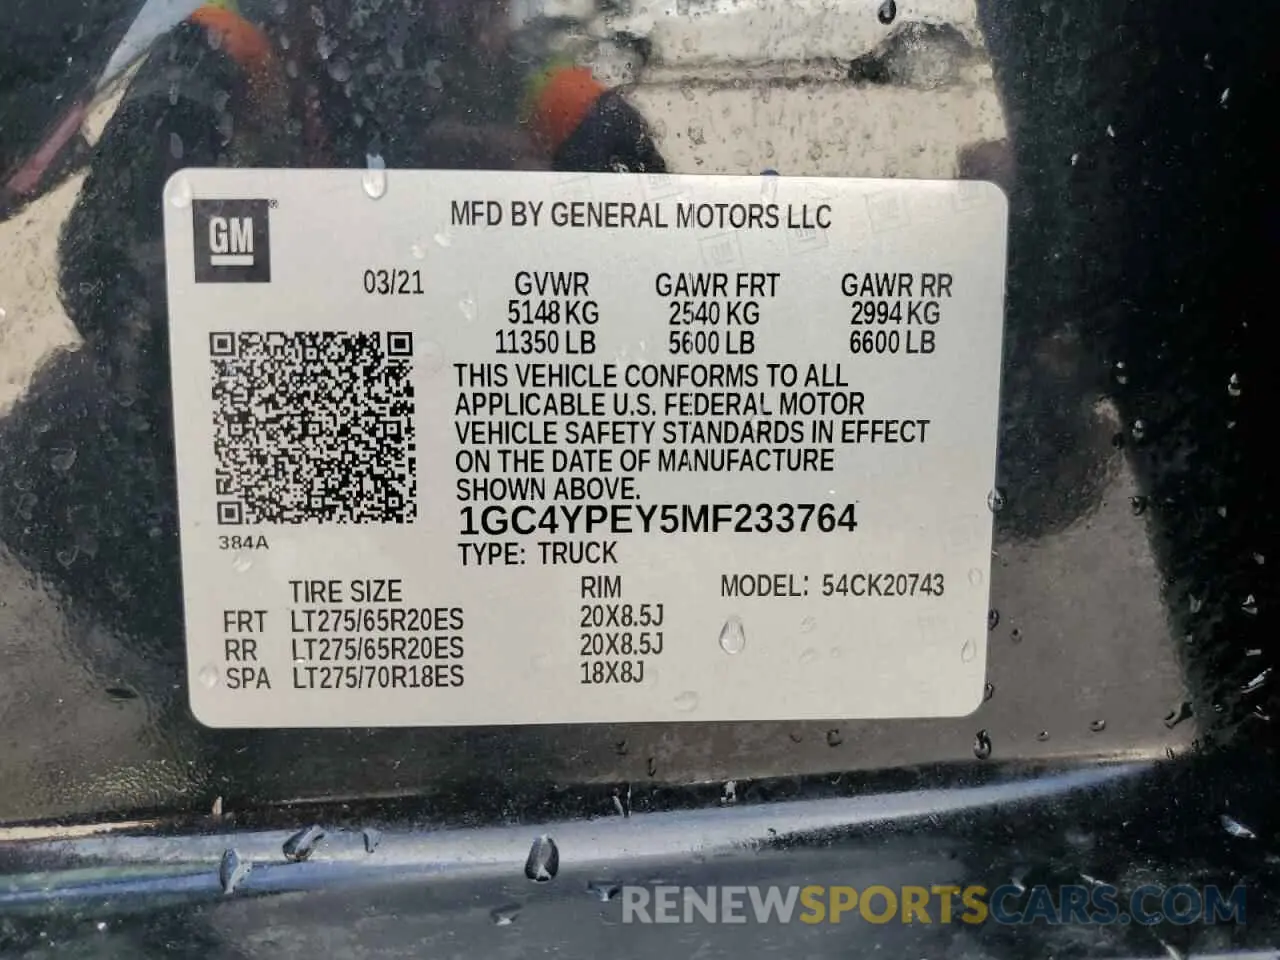 GM®
MFD BY GENERAL MOTORS LLC
03/21 GVWR GAWR FRT GAWR RR
5148 KG 2540 KG 2994 KG
11350 LB 5600 LB 6600 LB
THIS VEHICLE CONFORMS TO ALL
APPLICABLE U.S. FEDERAL MOTOR
VEHICLE SAFETY STANDARDS IN EFFECT
ON THE DATE OF MANUFACTURE
SHOWN ABOVE.
1GC4YPEY5MF233764
384A
TYPE: TRUCK
TIRE SIZE RIM MODEL: 54CK20743
FRT LT275/65R20ES 20X8.5J
RR LT275/65R20ES 20X8.5J
SPA LT275/70R18ES 18X8J
RENEWSPORTSCARS.COM